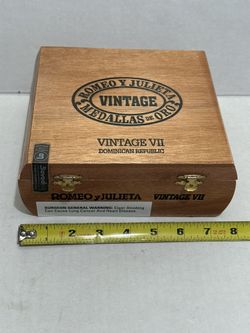 ROMEO Y JULIETA
VINTAGE
MEDALLAS DE ORO
VINTAGE VII
DOMINICAN REPUBLIC
ROMEO y JULIETA VINTAGE VII
SURGEON GENERAL WARNING: Cigar Smoking
Can Cause Lung Cancer And Heart Disease.
2 3 4 5 6 7 8